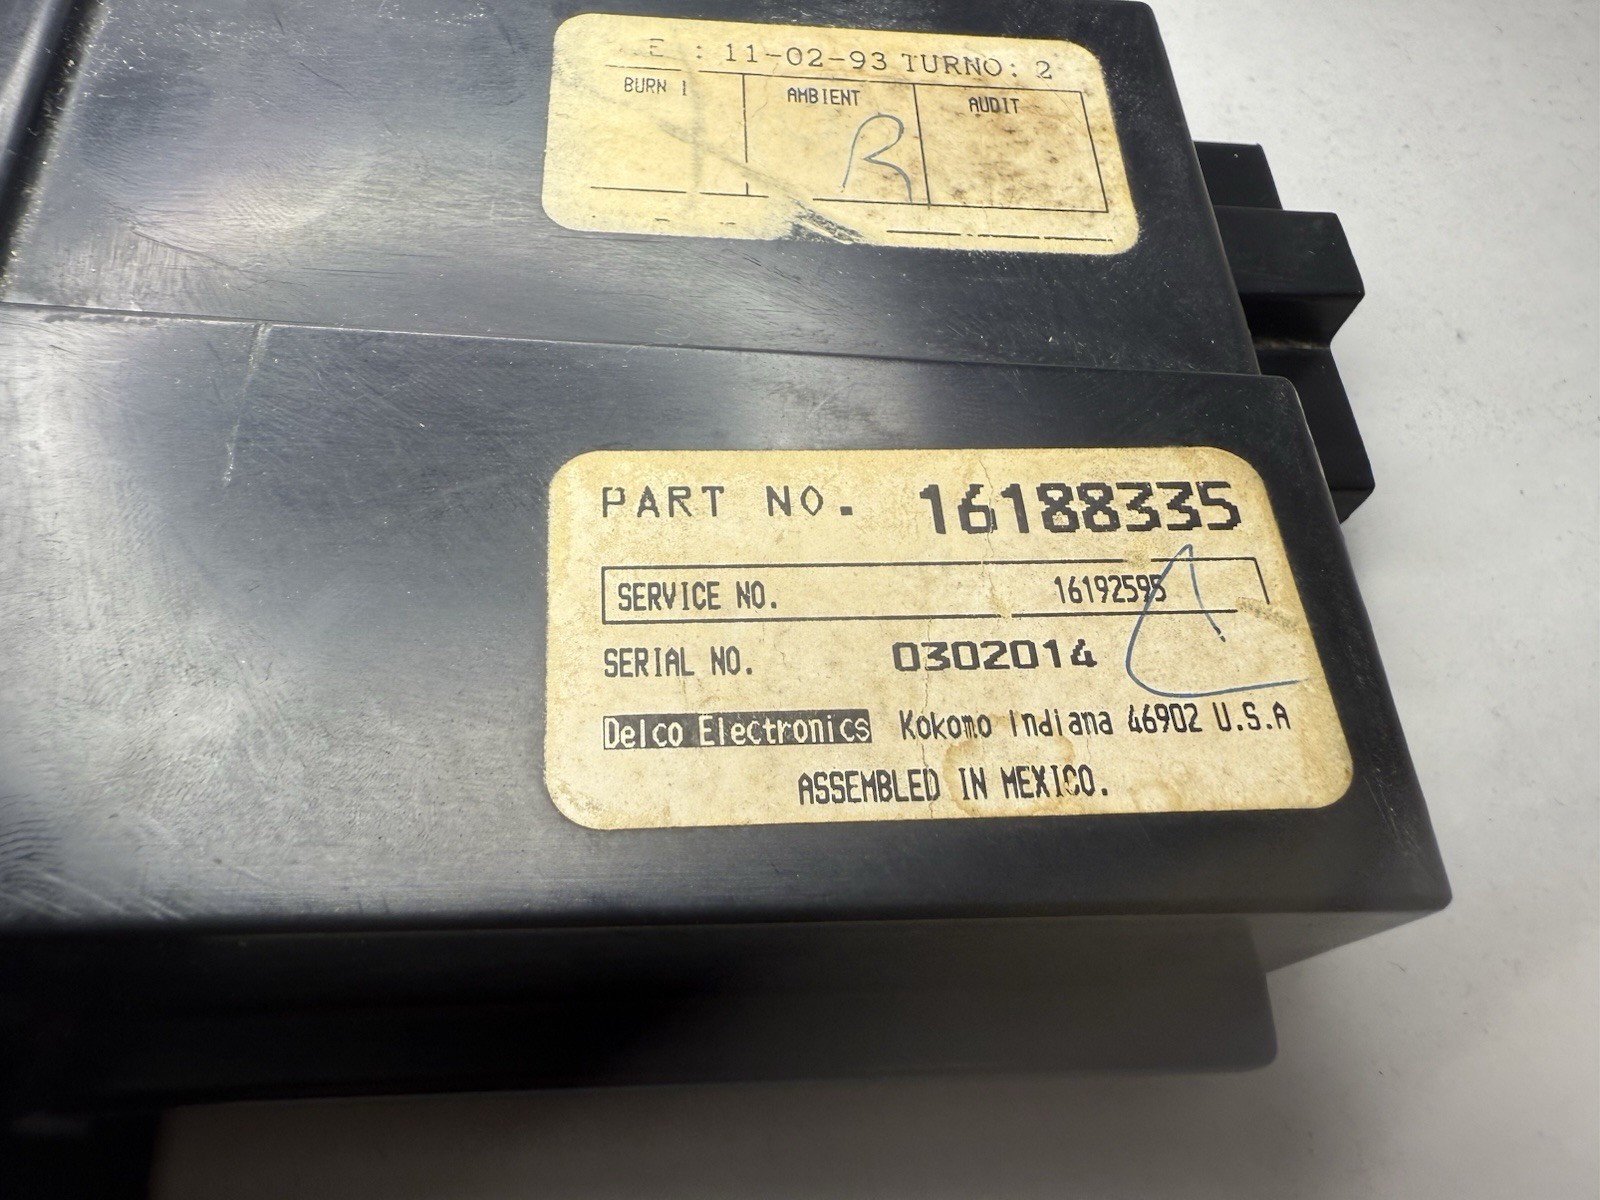 E : 11-02-93 TURNO: 2
BURN I AMBIENT AUDIT
R
PART NO. 16188335
SERVICE NO. 16192595
SERIAL NO. 0302014
Delco Electronics Kokomo Indiana 46902 U.S.A
ASSEMBLED IN MEXICO.